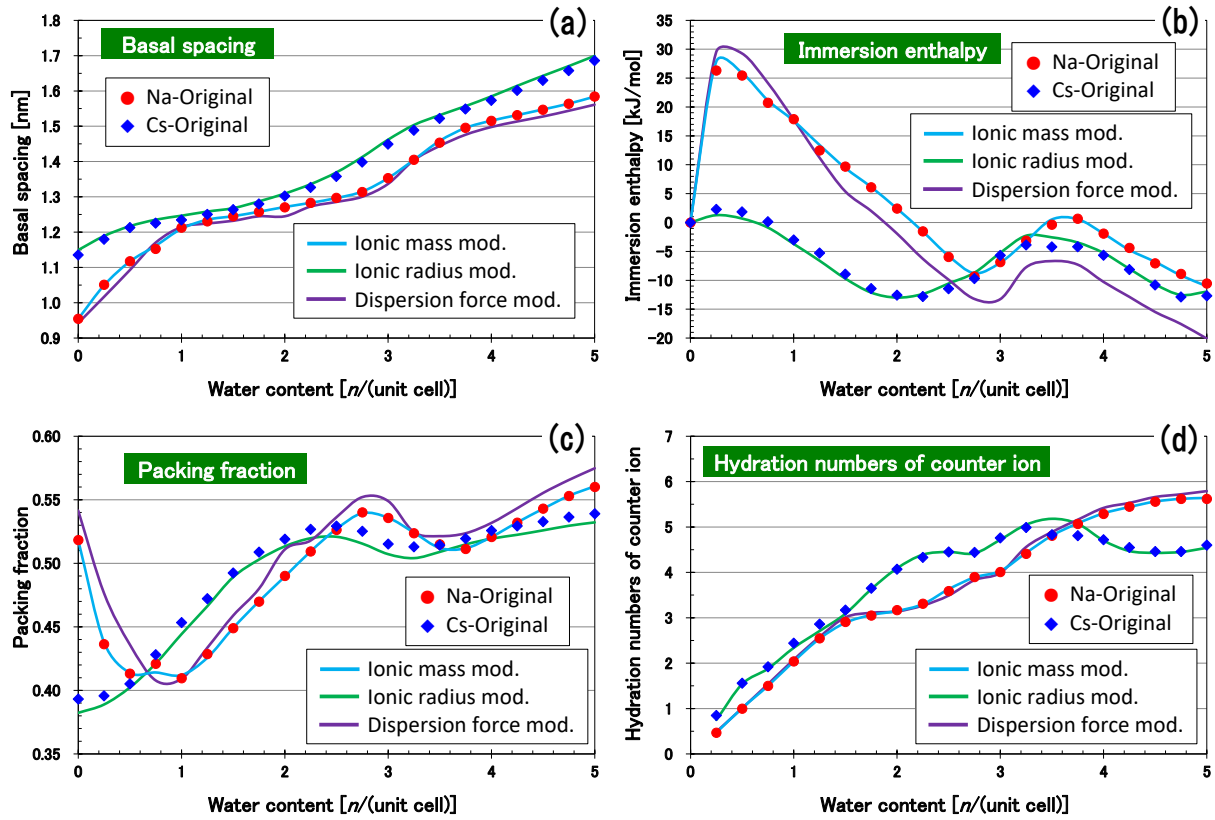 (a)
Basal spacing
Na-Original
Cs-Original
Ionic mass mod.
Ionic radius mod.
Dispersion force mod.
Basal spacing [nm]
1.8
1.7
1.6
1.5
1.4
1.3
1.2
1.1
1.0
0.9
0 1 2 3 4 5
Water content [n/(unit cell)]
(b)
Immersion enthalpy
Na-Original
Cs-Original
Ionic mass mod.
Ionic radius mod.
Dispersion force mod.
Immersion enthalpy [kJ/mol]
35
30
25
20
15
10
5
0
−5
−10
−15
−20
0 1 2 3 4 5
Water content [n/(unit cell)]
(c)
Packing fraction
Na-Original
Cs-Original
Ionic mass mod.
Ionic radius mod.
Dispersion force mod.
Packing fraction
0.60
0.55
0.50
0.45
0.40
0.35
0 1 2 3 4 5
Water content [n/(unit cell)]
(d)
Hydration numbers of counter ion
Na-Original
Cs-Original
Ionic mass mod.
Ionic radius mod.
Dispersion force mod.
Hydration numbers of counter ion
7
6
5
4
3
2
1
0
0 1 2 3 4 5
Water content [n/(unit cell)]